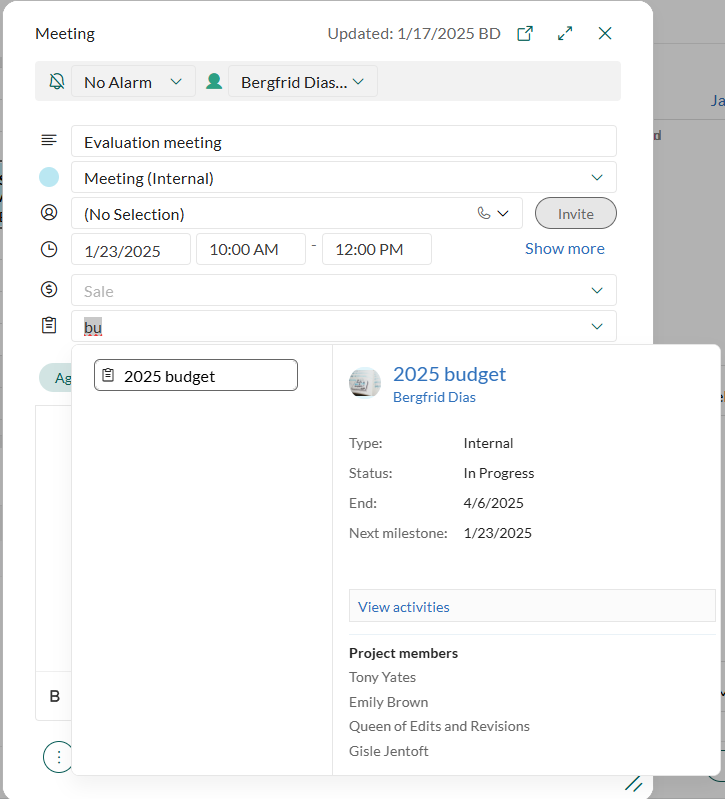 Meeting
Updated: 1/17/2025 BD
No Alarm
Bergfrid Dias...
Ja
Evaluation meeting
Meeting (Internal)
(No Selection)
Invite
1/23/2025
10:00 AM
-
12:00 PM
Show more
Sale
bu
Ag
2025 budget
2025 budget
Bergfrid Dias
Type: Internal
Status: In Progress
End: 4/6/2025
Next milestone: 1/23/2025
View activities
Project members
Tony Yates
Emily Brown
Queen of Edits and Revisions
Gisle Jentoft
B